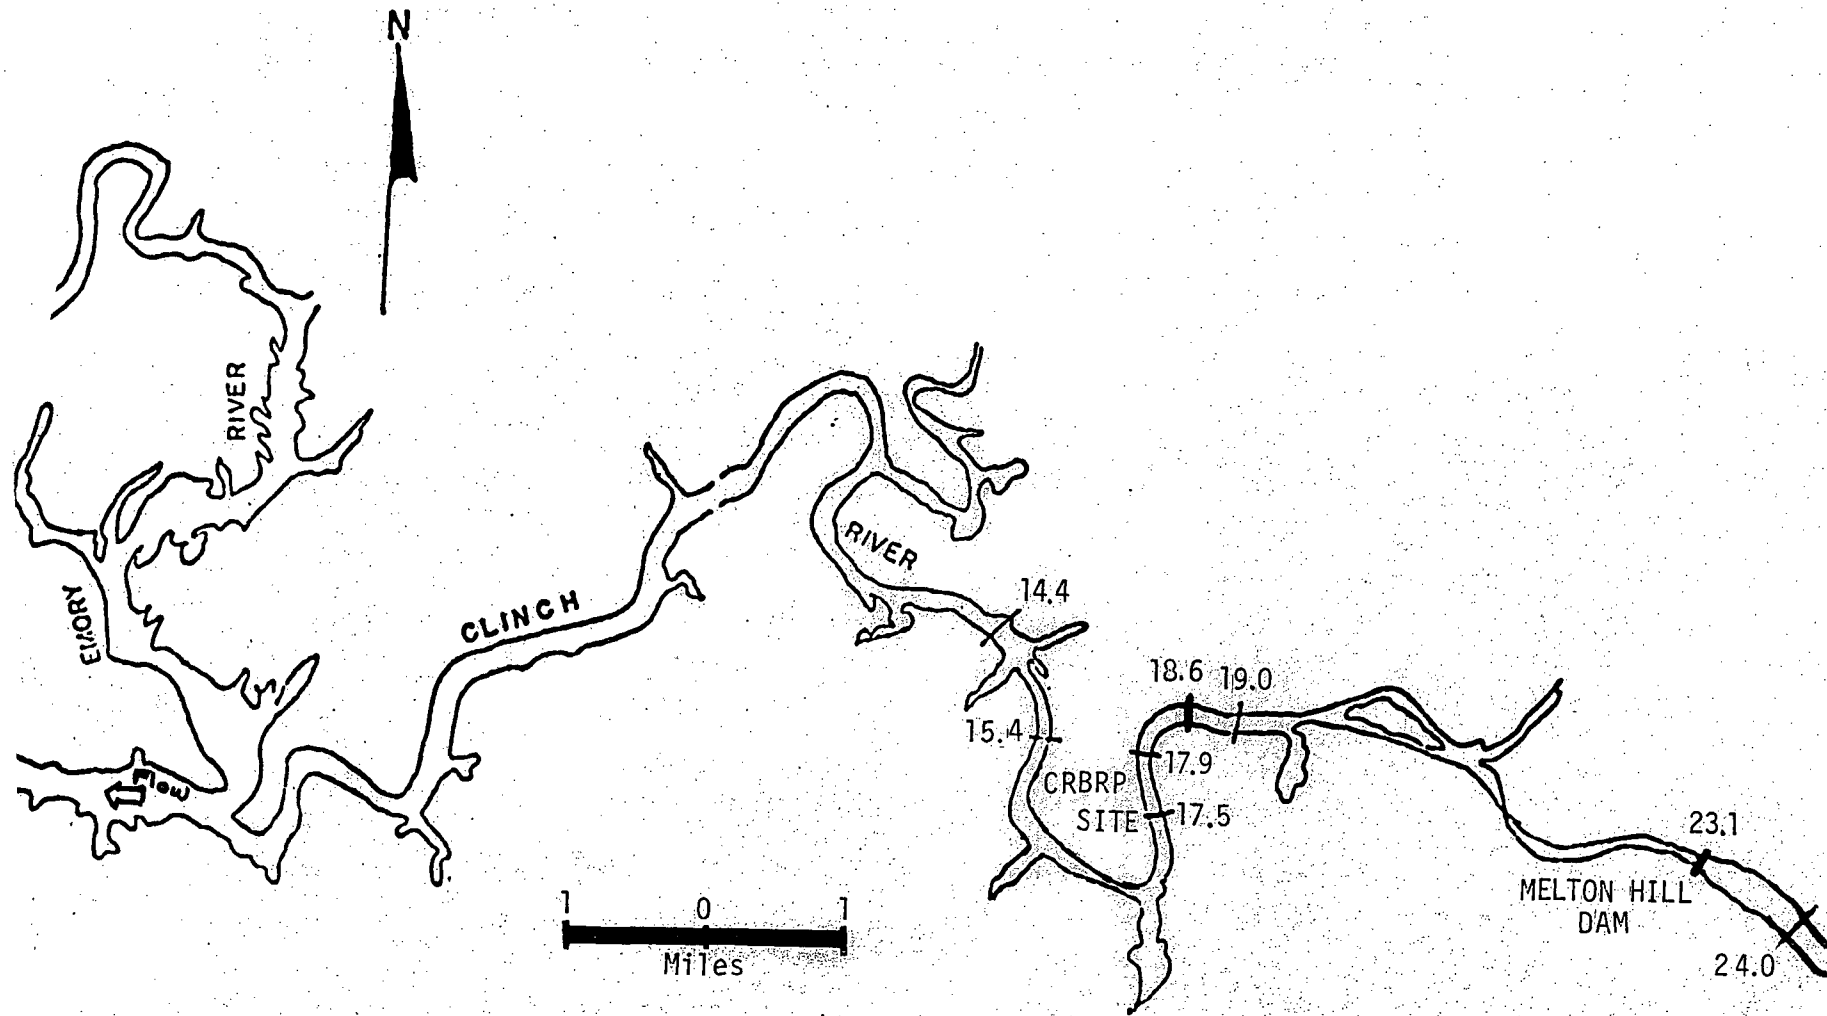 N
RIVER
EMORY
CLINCH
RIVER
14.4
15.4
18.6
19.0
17.9
CRBRP
SITE
17.5
23.1
MELTON HILL
DAM
24.0
Flow
1 0 1
Miles